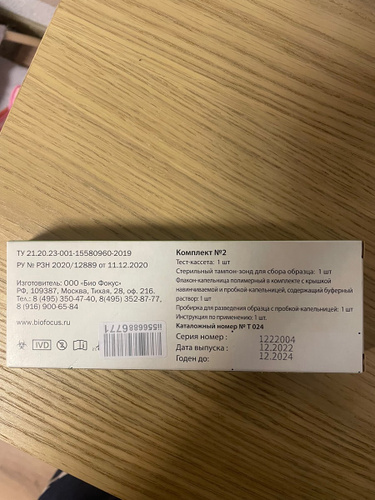 ТУ 21.20.23-001-15580960-2019
РУ № РЗН 2020/12889 от 11.12.2020
Изготовитель: ООО «Био Фокус»
РФ, 109387, Москва, Тихая, 28, оф. 216.
Тел.: 8 (495) 350-47-40, 8(495) 352-87-77,
8 (916) 900-65-84
www.biofocus.ru
IVD
Комплект №2
Тест-кассета: 1 шт
Стерильный тампон-зонд для сбора образца: 1 шт
Флакон-капельница полимерный в комплекте с крышкой
навинчиваемой и пробкой-капельницей, содержащий буферный
раствор: 1 шт
Пробирка для разведения образца с пробкой-капельницей: 1 шт
Инструкция по применению: 1 шт.
Каталожный номер № Т 024
Серия номер: 1222004
Дата выпуска: 12.2022
Годен до: 12.2024